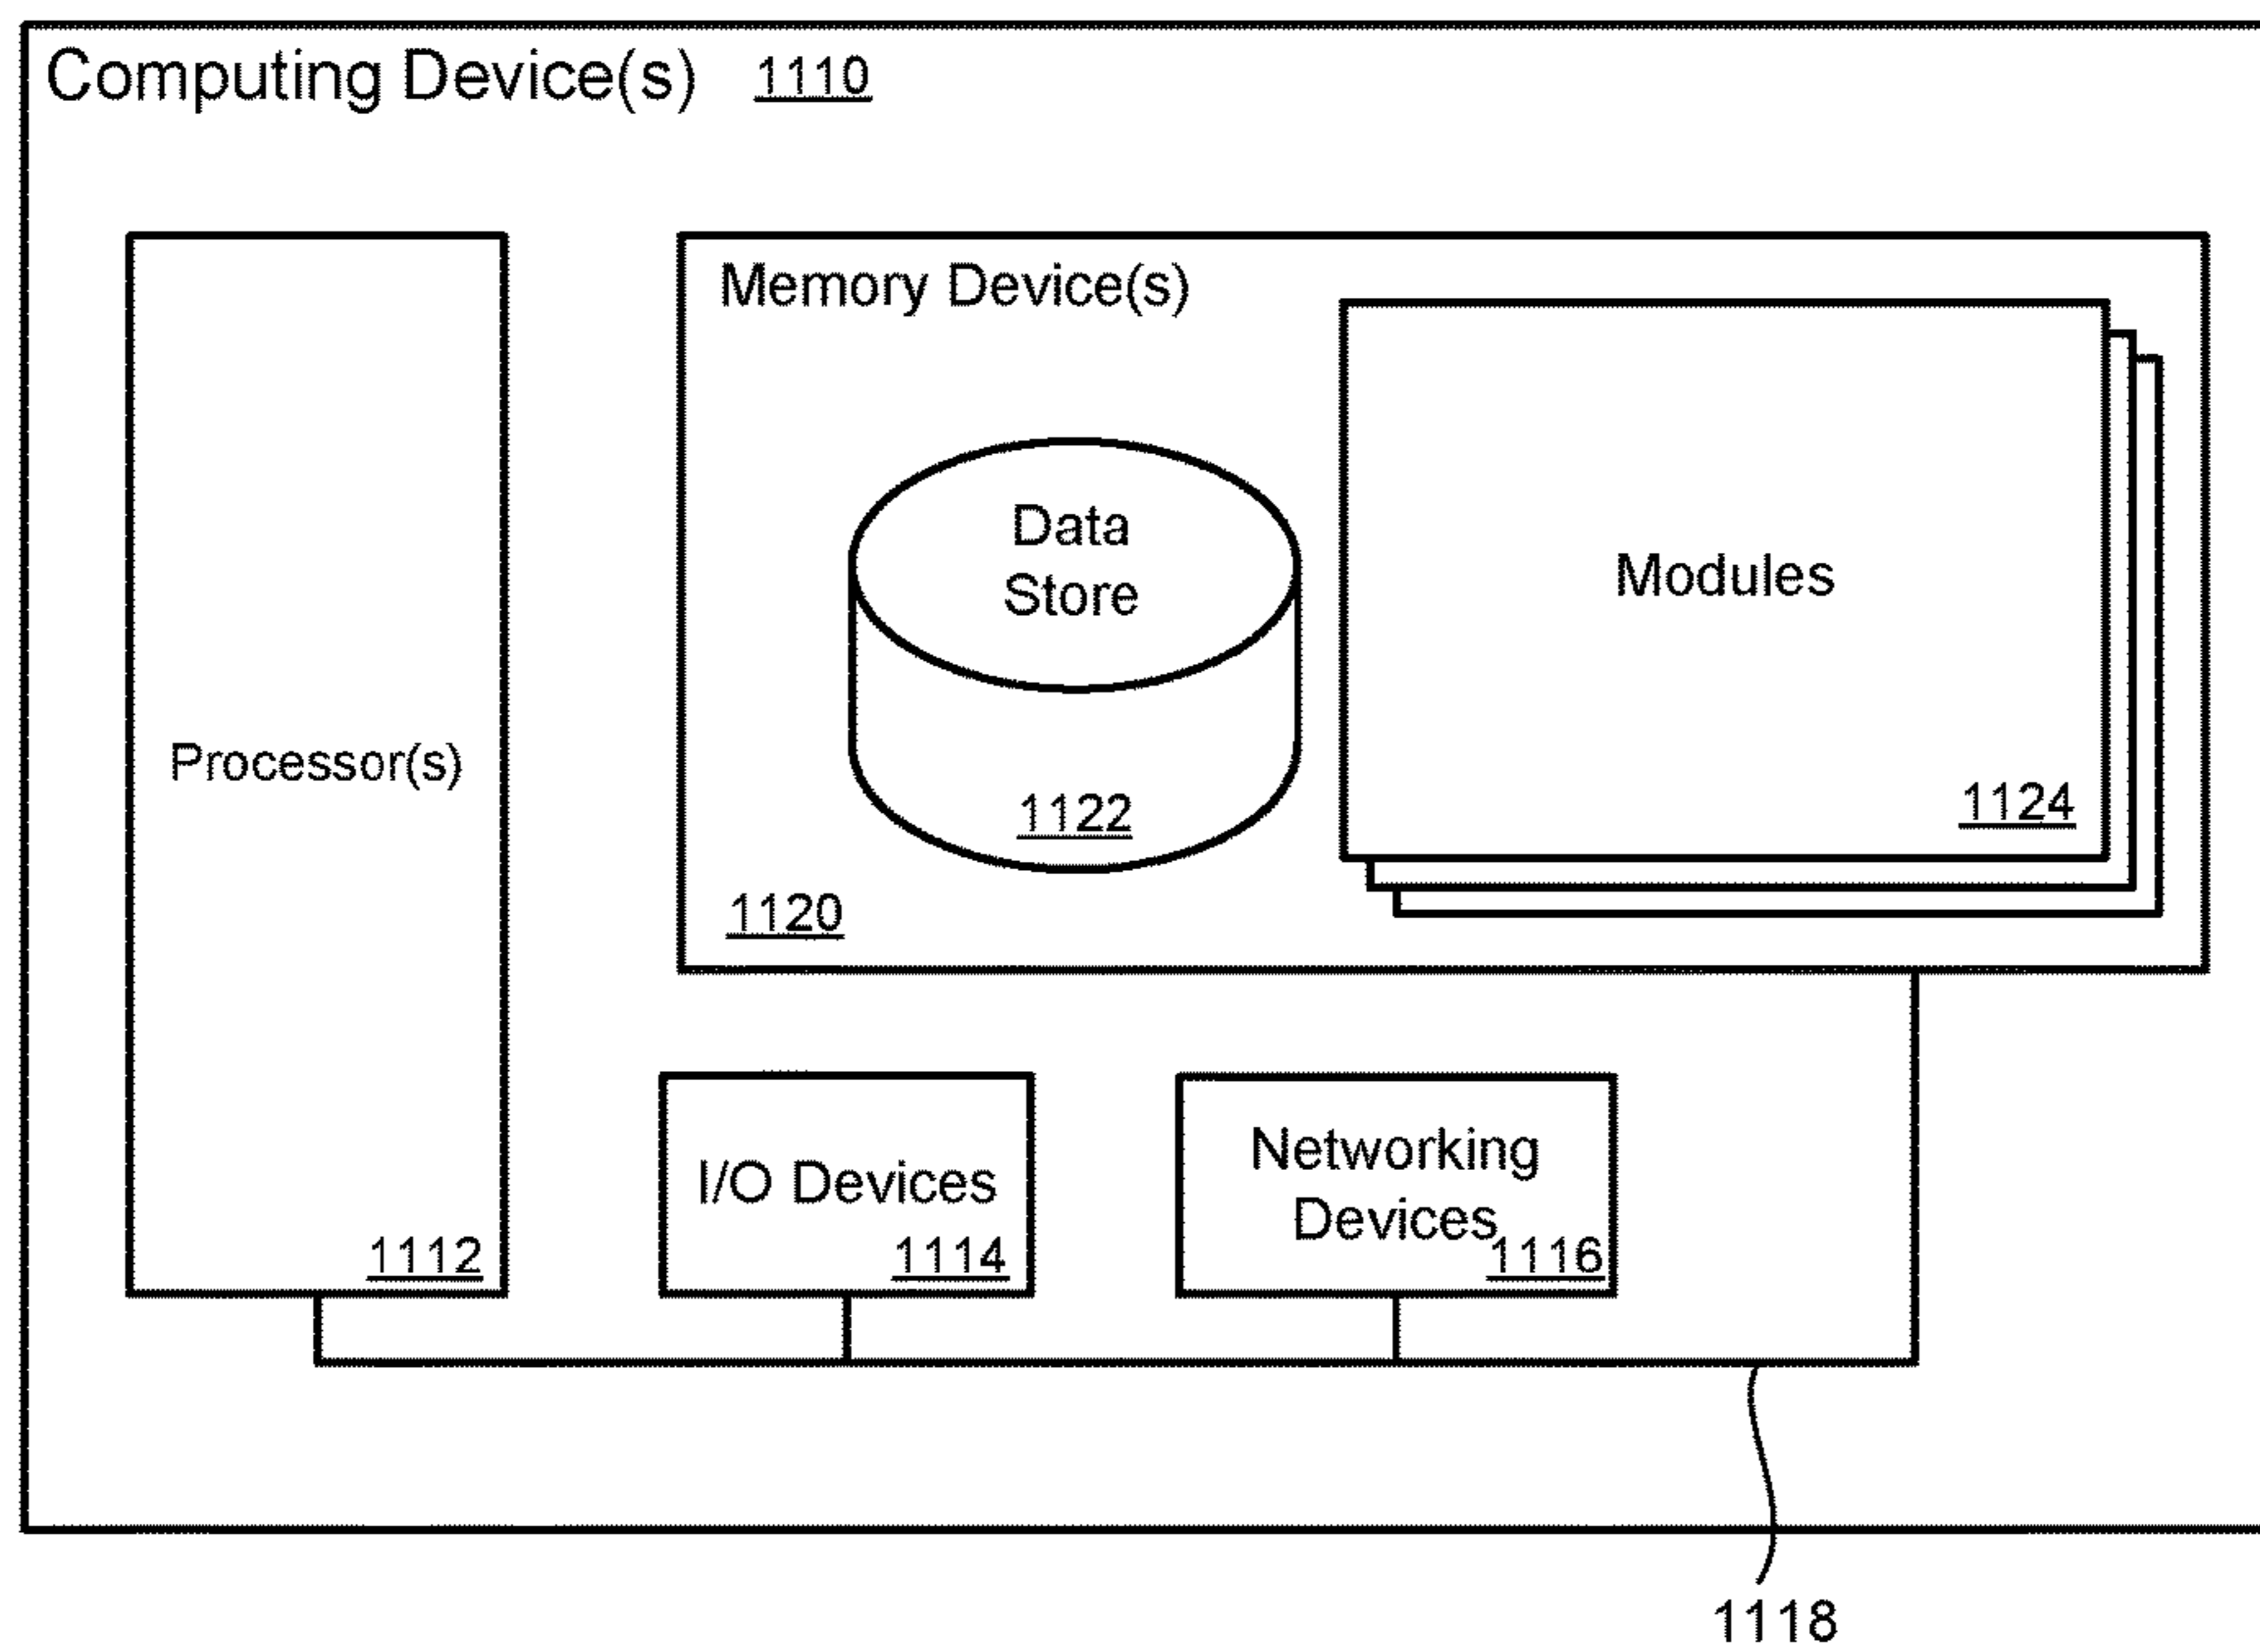 Computing Device(s) 1110
Memory Device(s)
Data
Store
Modules
Processor(s)
1122
1124
1120
I/O Devices
Networking
Devices
1112
1114
1116
1118